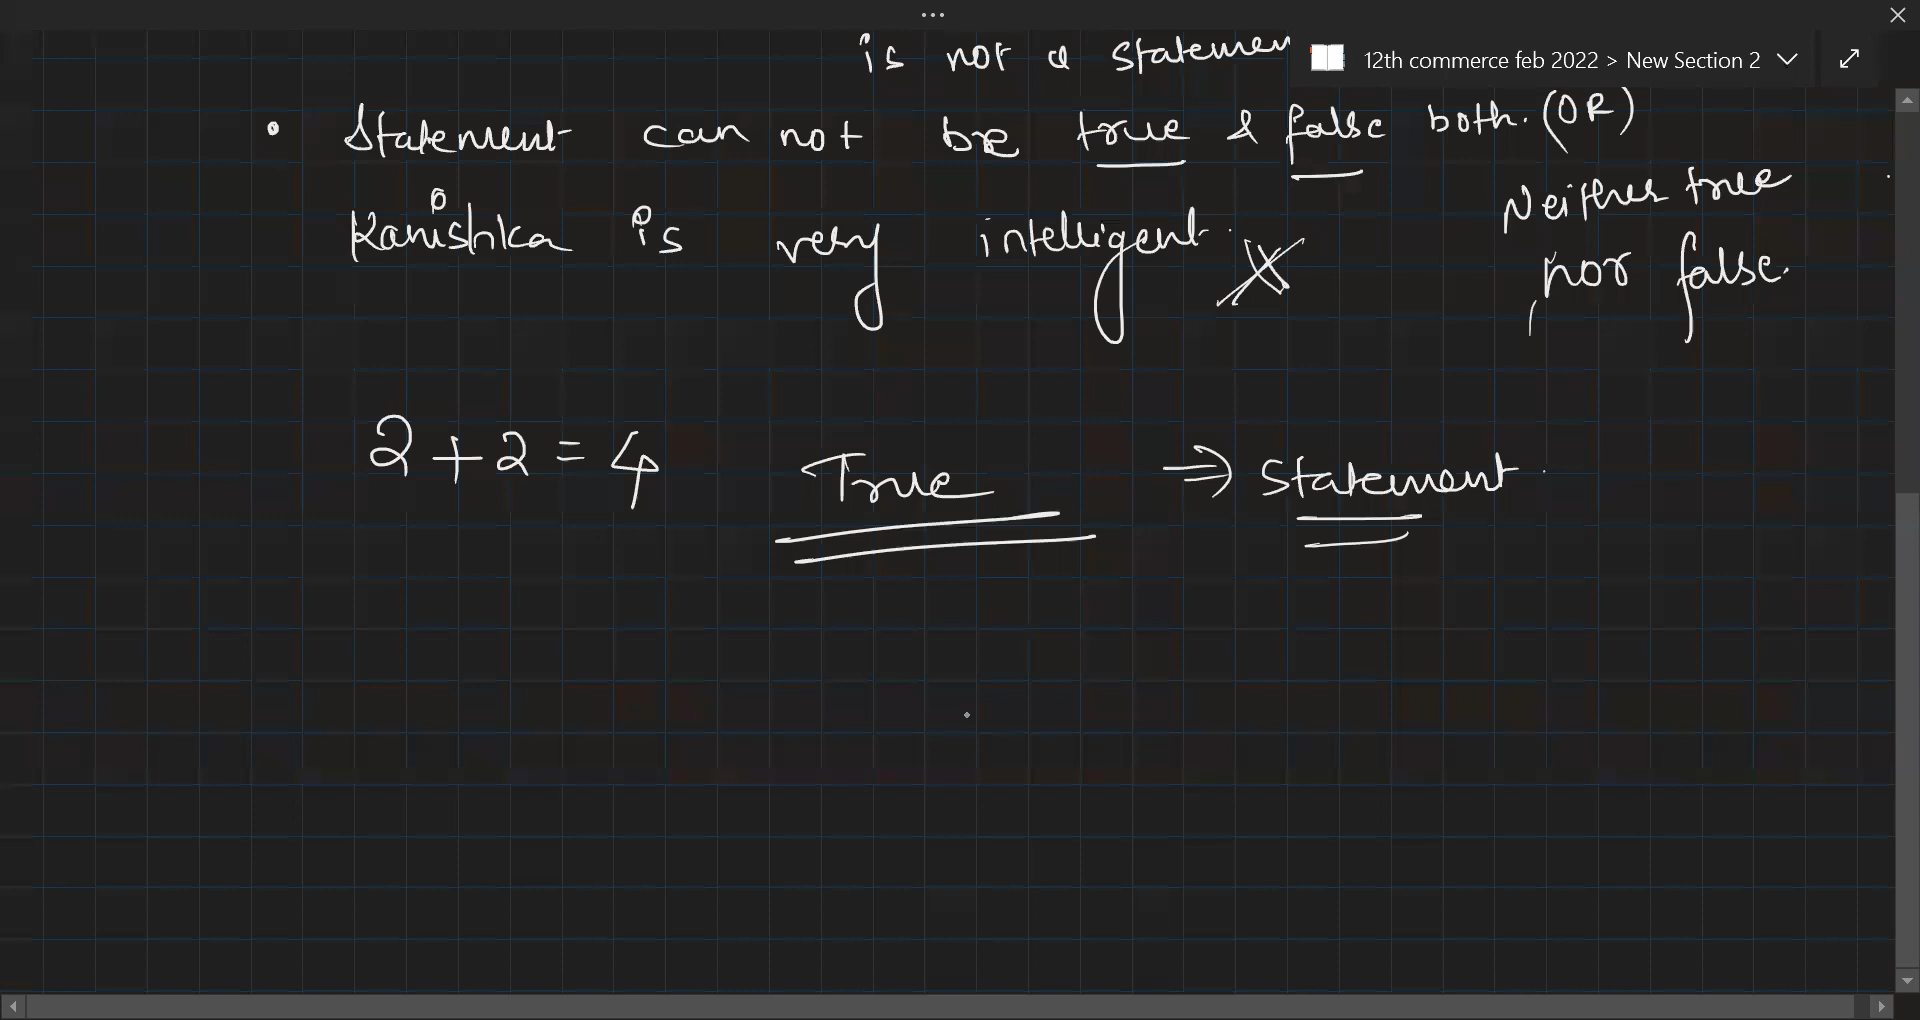 is not a statemen
12th commerce feb 2022 > New Section 2
• Statement can not be true & false both. (OR)
Neither true
nor false.
Kanishka is very intelligent.
2 + 2 = 4 True ⇒ Statement.